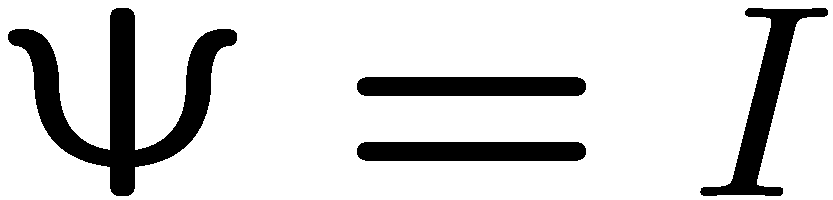 Ψ = I